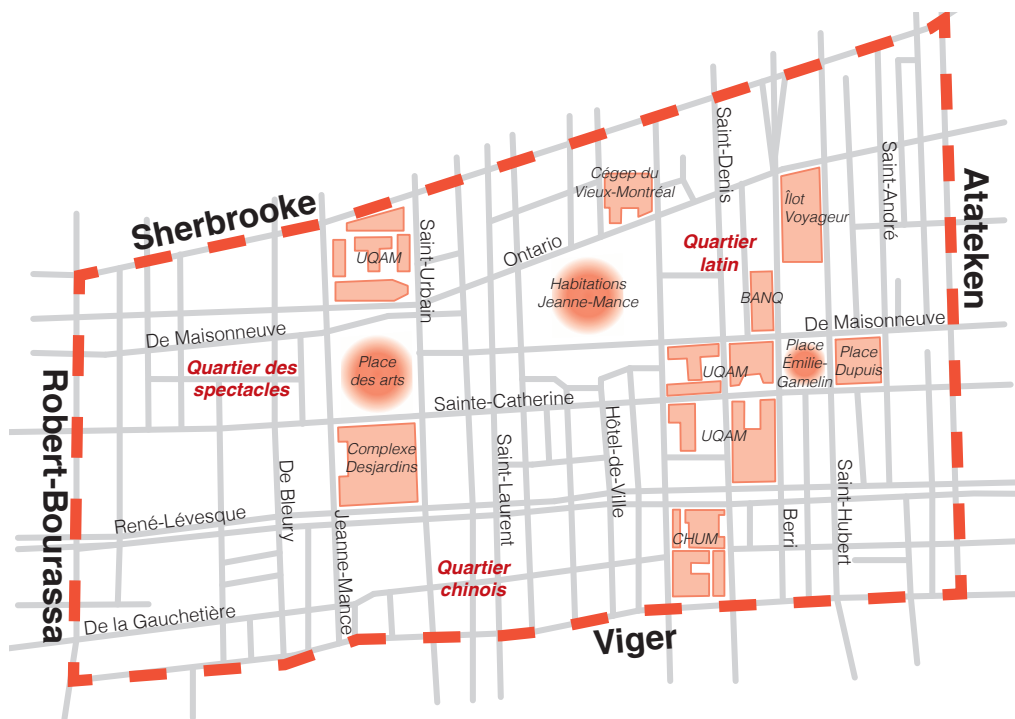 Sherbrooke
Saint-Denis
Cégep du
Vieux-Montréal
Saint-André
Îlot
Voyageur
Atateken
Saint-Urbain
UQAM
Ontario
Quartier
latin
Habitations
Jeanne-Mance
BANQ
De Maisonneuve
De Maisonneuve
Quartier des
spectacles
Place
des arts
UQAM
Place
Émilie-
Gamelin
Place
Dupuis
Robert-Bourassa
Sainte-Catherine
Complexe
Desjardins
Saint-Laurent
Hôtel-de-Ville
UQAM
De Bleury
Saint-Hubert
René-Lévesque
Jeanne-Mance
Berri
CHUM
Quartier
chinois
De la Gauchetière
Viger